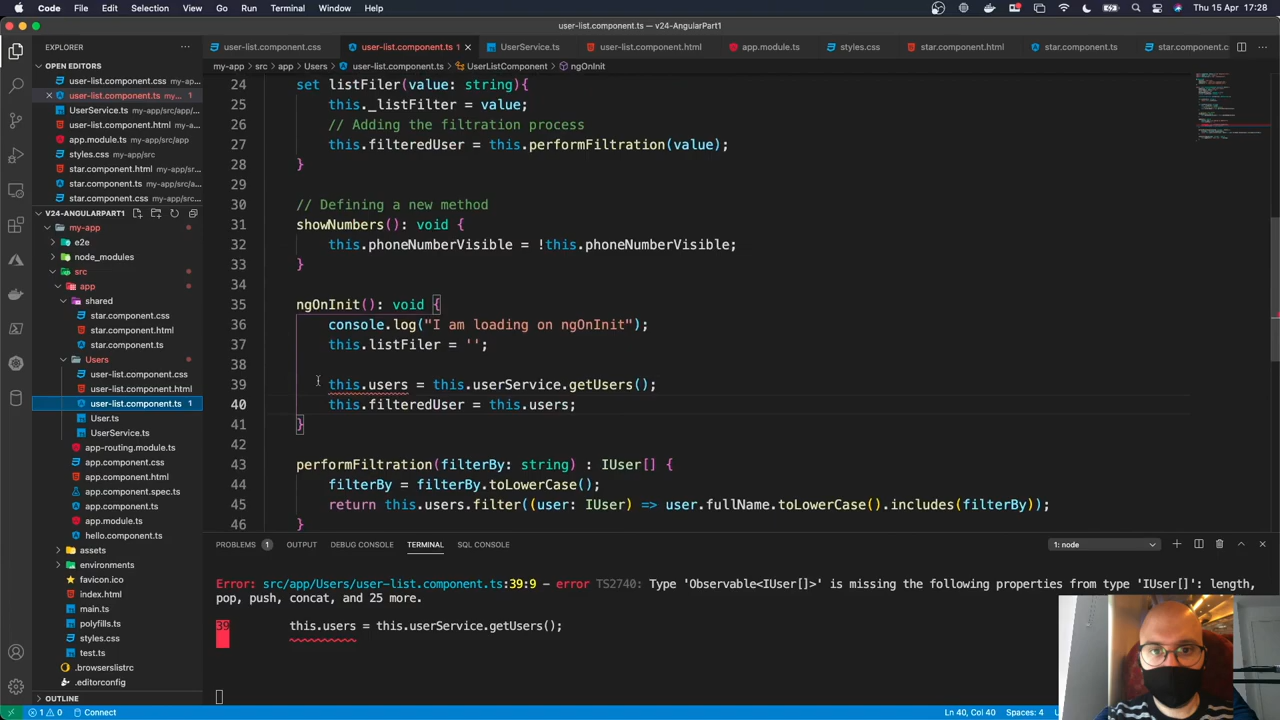 Code File Edit Selection View Go Run Terminal Window Help
Thu 15 Apr 17:28
user-list.component.ts — v24-AngularPart1
EXPLORER
user-list.component.css
user-list.component.ts 1
UserService.ts
user-list.component.html
app.module.ts
styles.css
star.component.html
star.component.ts
star.component.c
my-app > src > app > Users > user-list.component.ts > UserListComponent > ngOnInit
OPEN EDITORS
user-list.component.css my-app/src/app/...
user-list.component.ts my-... 1
UserService.ts my-app/src/app/...
user-list.component.html my-a...
app.module.ts my-app/src/app
styles.css my-app/src
star.component.html my-app/src...
star.component.ts my-app/src/a...
star.component.css my-app/src/...
V24-ANGULARPART1
my-app
e2e
node_modules
src
app
shared
star.component.css
star.component.html
star.component.ts
Users
user-list.component.css
user-list.component.html
user-list.component.ts 1
User.ts
UserService.ts
app-routing.module.ts
app.component.css
app.component.html
app.component.spec.ts
app.component.ts
app.module.ts
hello.component.ts
assets
environments
favicon.ico
index.html
main.ts
polyfills.ts
styles.css
test.ts
.browserslistrc
.editorconfig
OUTLINE
24 set listFiler(value: string){
25 this._listFilter = value;
26 // Adding the filtration process
27 this.filteredUser = this.performFiltration(value);
28 }
29
30 // Defining a new method
31 showNumbers(): void {
32 this.phoneNumberVisible = !this.phoneNumberVisible;
33 }
34
35 ngOnInit(): void {
36 console.log("I am loading on ngOnInit");
37 this.listFiler = '';
38
39 this.users = this.userService.getUsers();
40 this.filteredUser = this.users;
41 }
42
43 performFiltration(filterBy: string) : IUser[] {
44 filterBy = filterBy.toLowerCase();
45 return this.users.filter((user: IUser) => user.fullName.toLowerCase().includes(filterBy));
46 }
PROBLEMS 1 OUTPUT DEBUG CONSOLE TERMINAL SQL CONSOLE
1: node
Error: src/app/Users/user-list.component.ts:39:9 - error TS2740: Type 'Observable<IUser[]>' is missing the following properties from type 'IUser[]': length,
pop, push, concat, and 25 more.
39 this.users = this.userService.getUsers();
1 0 Connect
Ln 40, Col 40 Spaces: 4